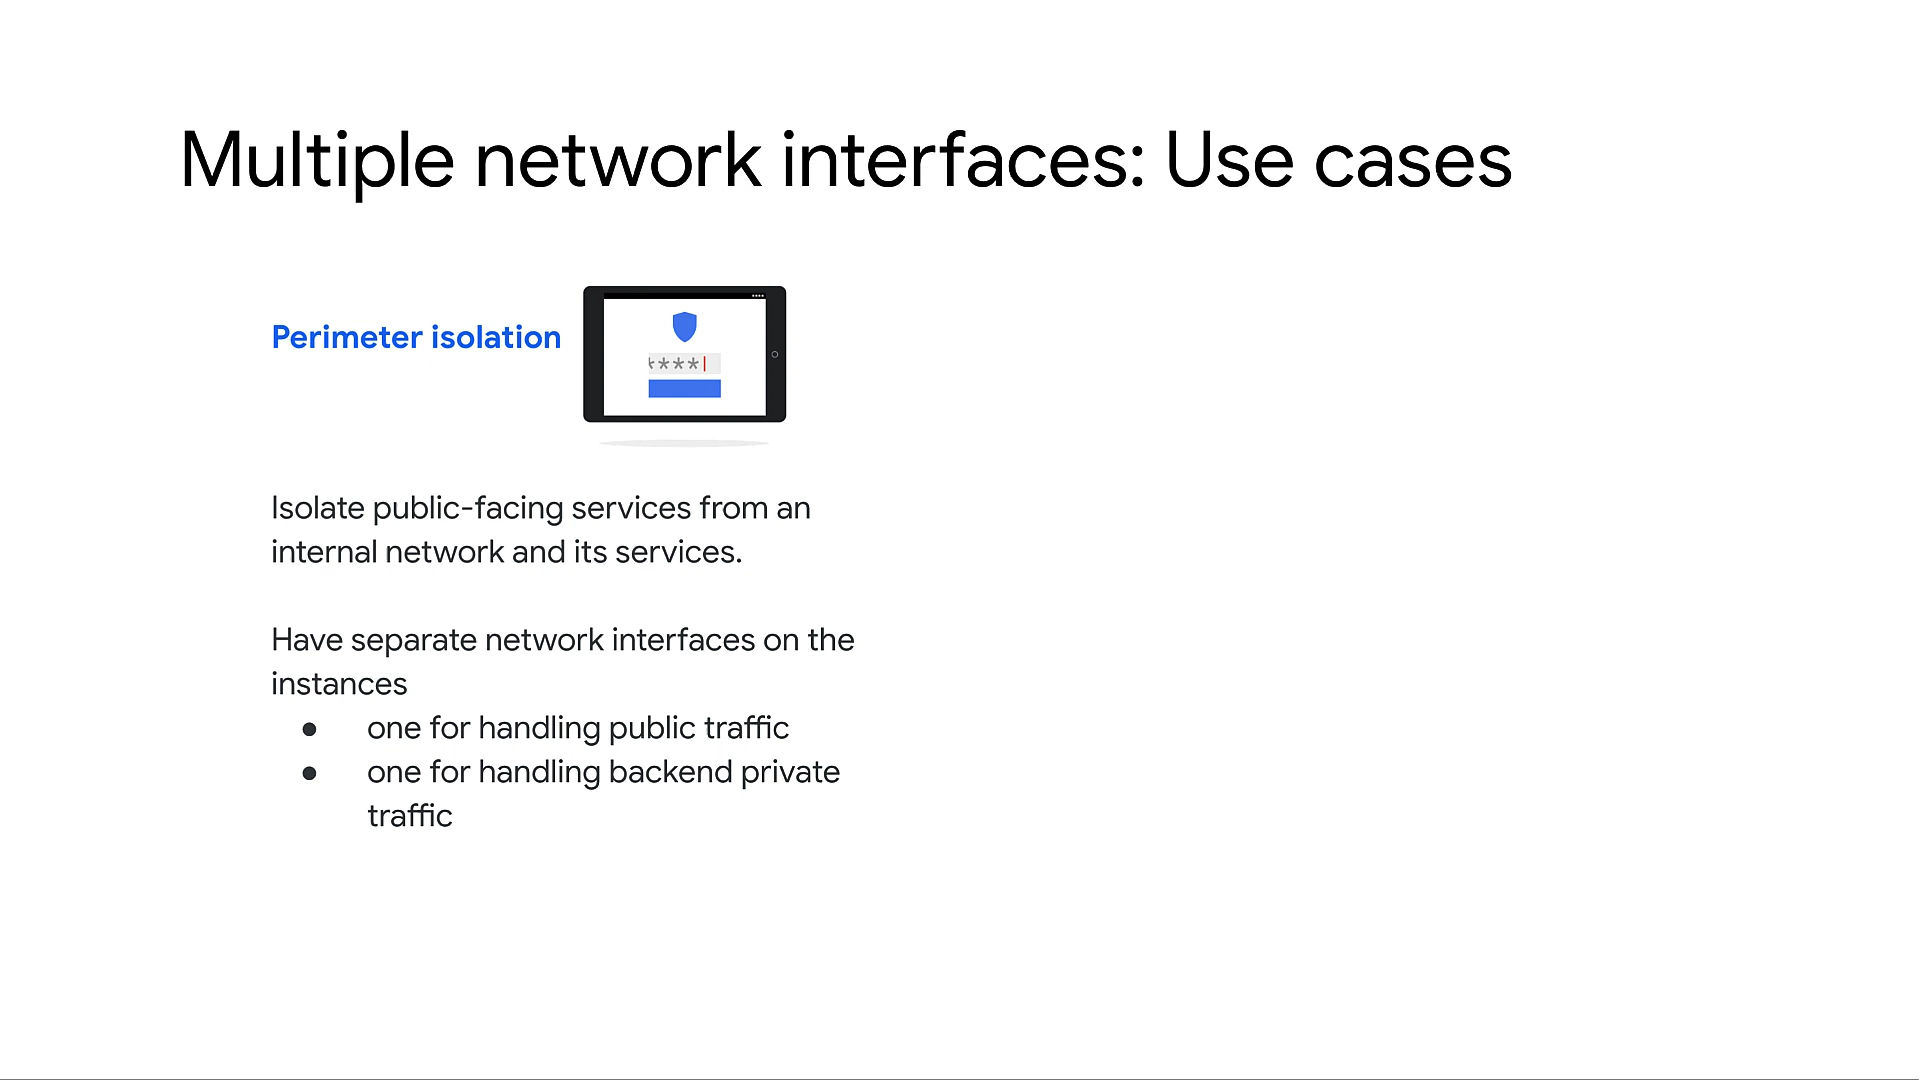 Multiple network interfaces: Use cases
Perimeter isolation
****
Isolate public-facing services from an
internal network and its services.
Have separate network interfaces on the
instances
● one for handling public traffic
● one for handling backend private
traffic